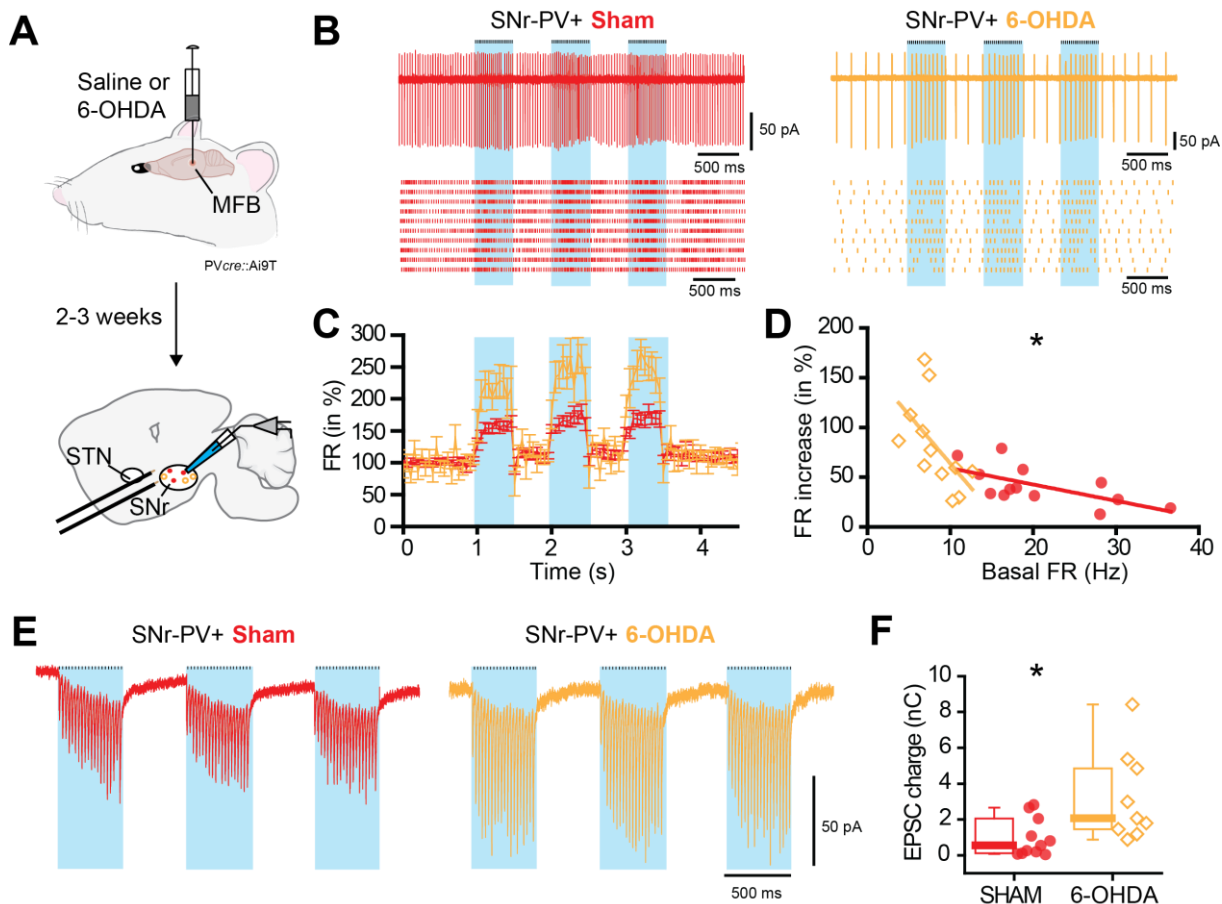 A
Saline or
6-OHDA
MFB
PVcre::Ai9T
2-3 weeks
STN
SNr
B
SNr-PV+ Sham
50 pA
500 ms
500 ms
SNr-PV+ 6-OHDA
50 pA
500 ms
500 ms
C
FR (in %)
300
250
200
150
100
50
0
0 1 2 3 4
Time (s)
D
*
FR increase (in %)
200
150
100
50
0
0 10 20 30 40
Basal FR (Hz)
E
SNr-PV+ Sham
SNr-PV+ 6-OHDA
50 pA
500 ms
F
*
EPSC charge (nC)
10
8
6
4
2
0
SHAM 6-OHDA